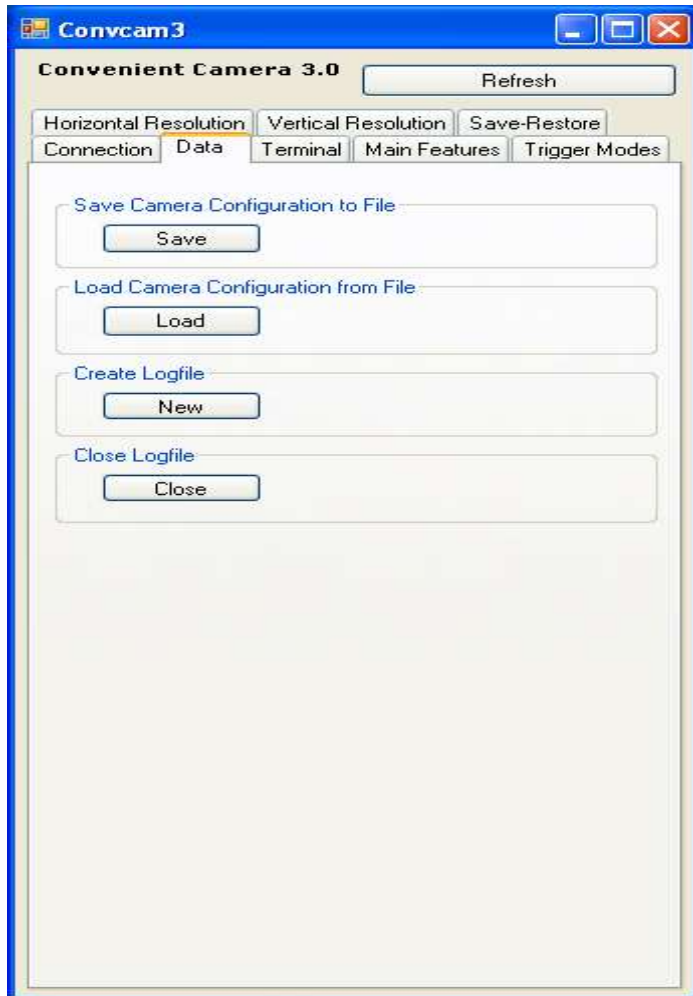 Convcam3
Convenient Camera 3.0 Refresh
Horizontal Resolution Vertical Resolution Save-Restore
Connection Data Terminal Main Features Trigger Modes
Save Camera Configuration to File
Save
Load Camera Configuration from File
Load
Create Logfile
New
Close Logfile
Close